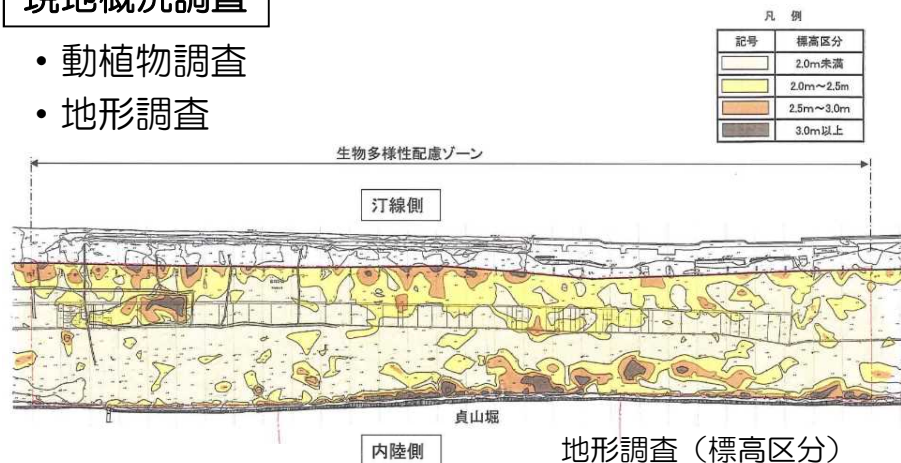 現地概況調査
• 動植物調査
• 地形調査
凡 例
記号 標高区分
2.0m未満
2.0m～2.5m
2.5m～3.0m
3.0m以上
生物多様性配慮ゾーン
汀線側
貞山堀
内陸側
地形調査（標高区分）